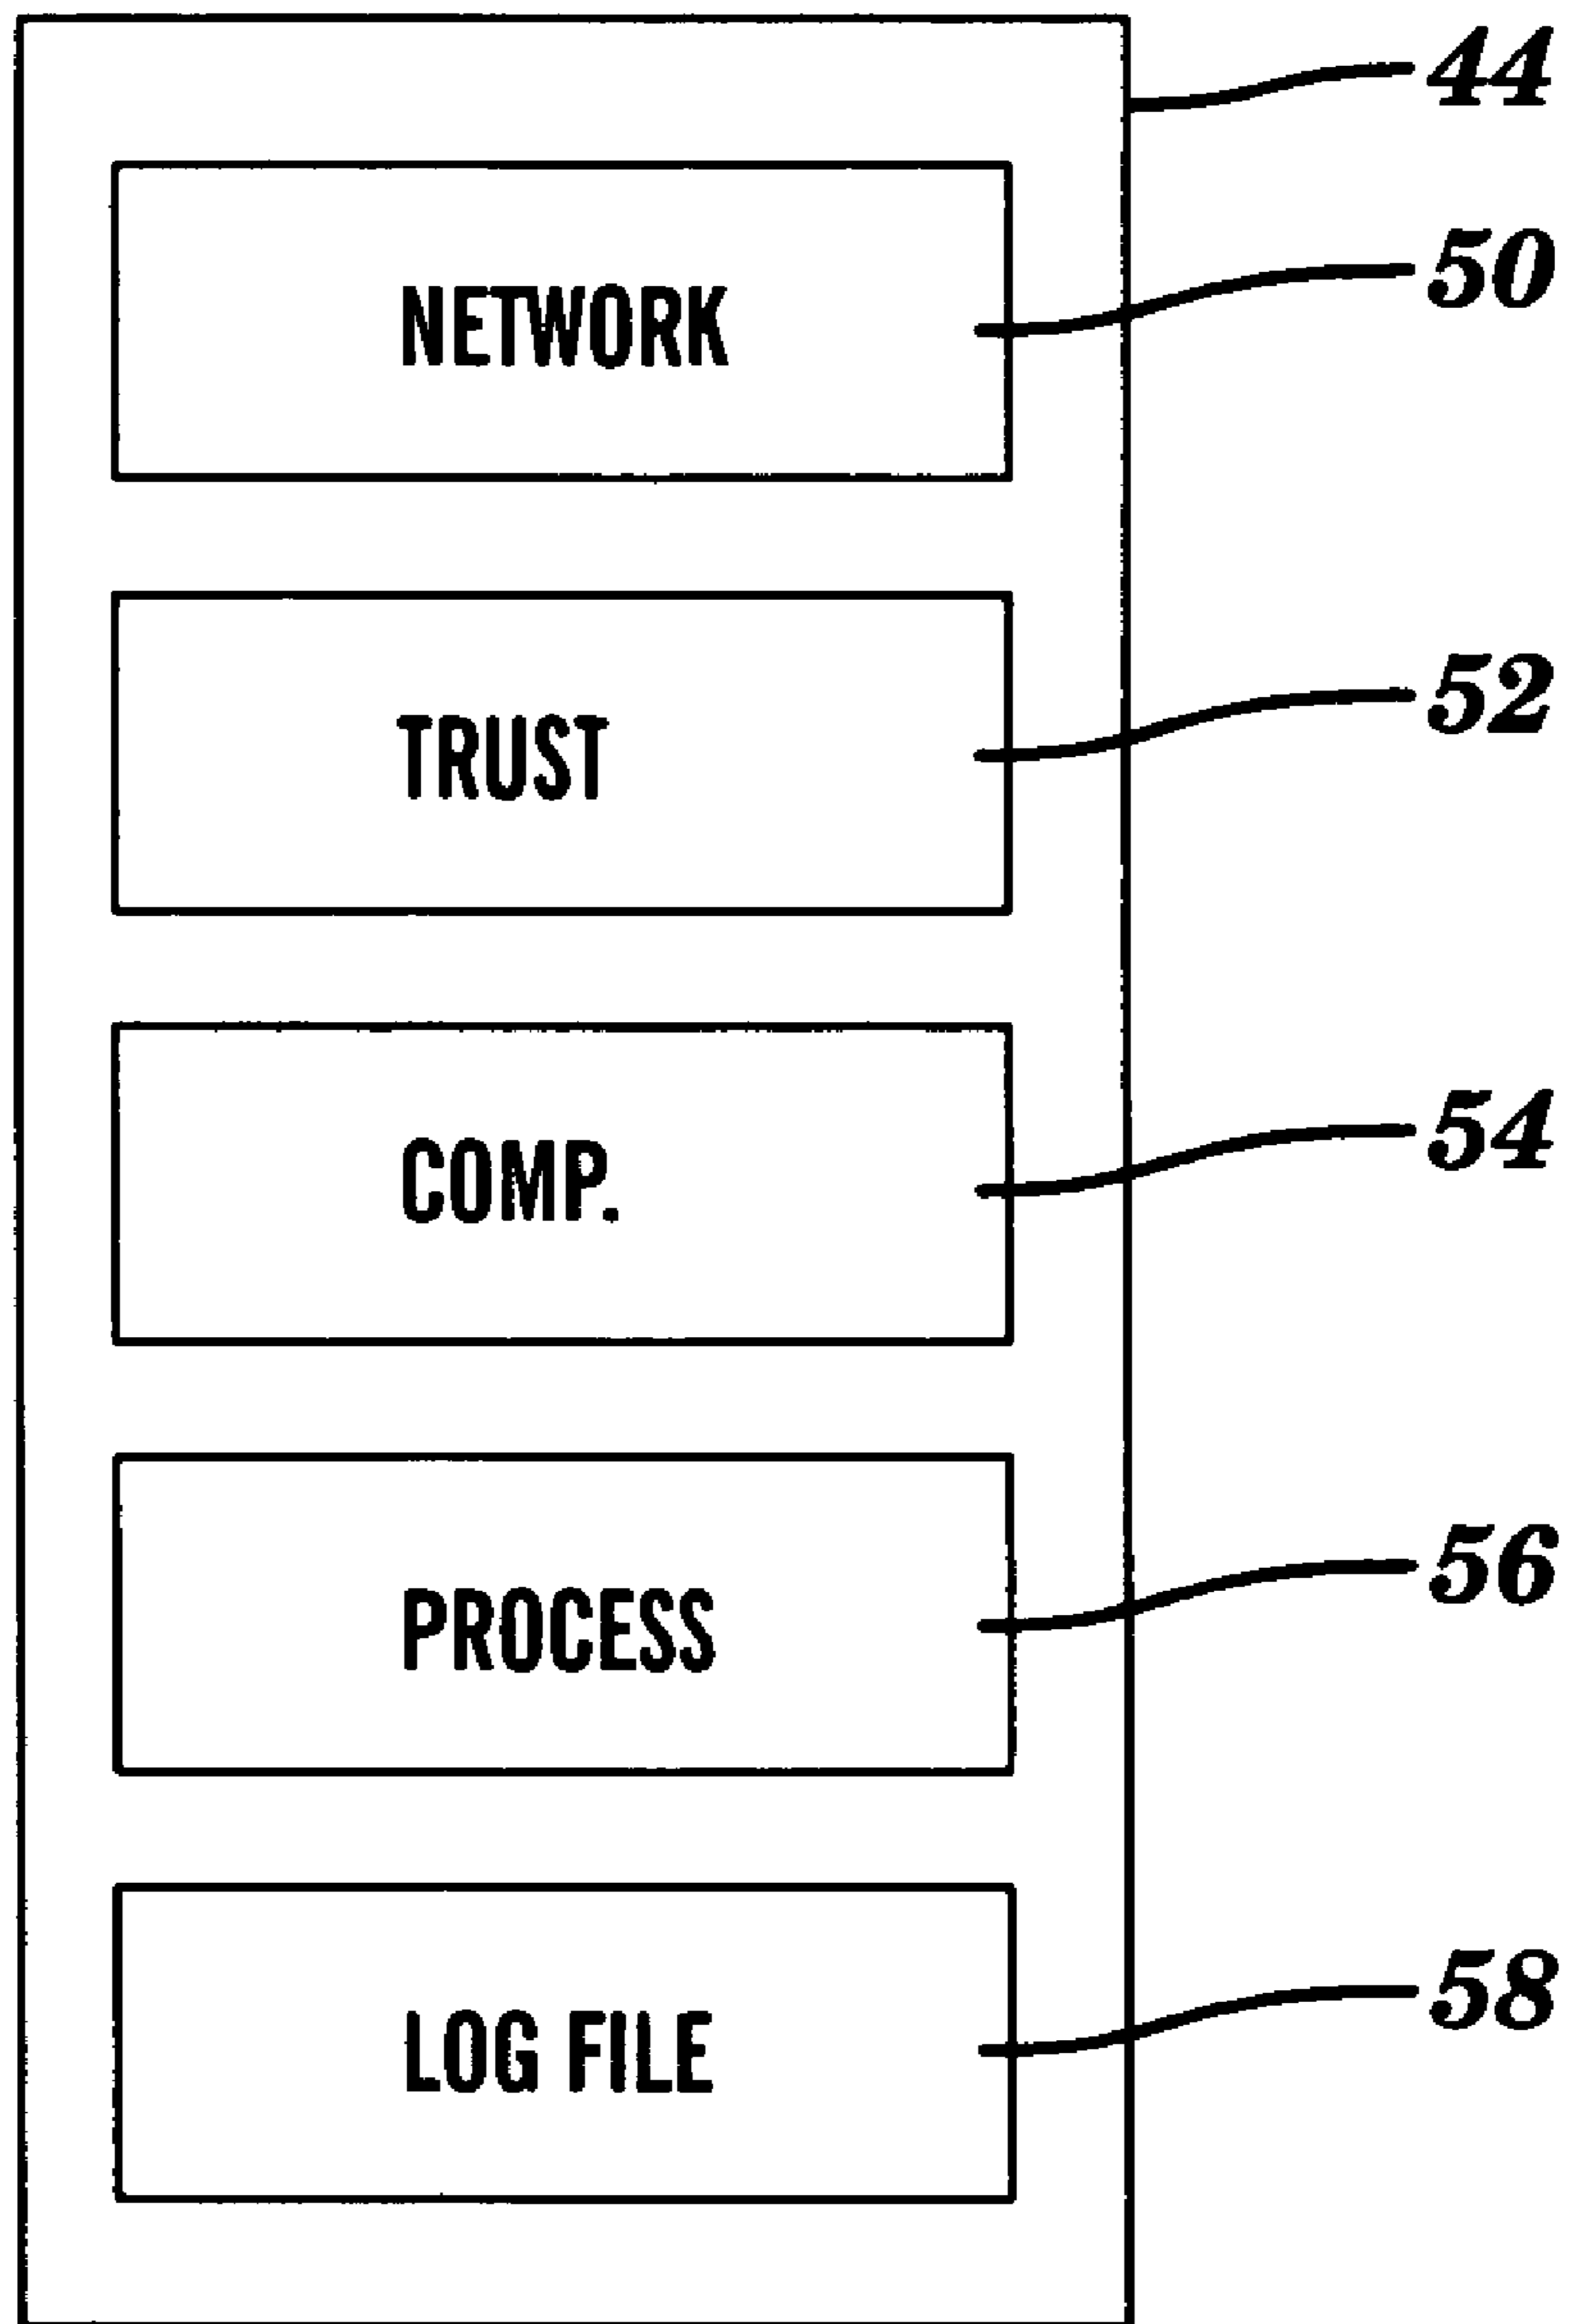 44
50
NETWORK
52
TRUST
54
COMP.
56
PROCESS
58
LOG FILE